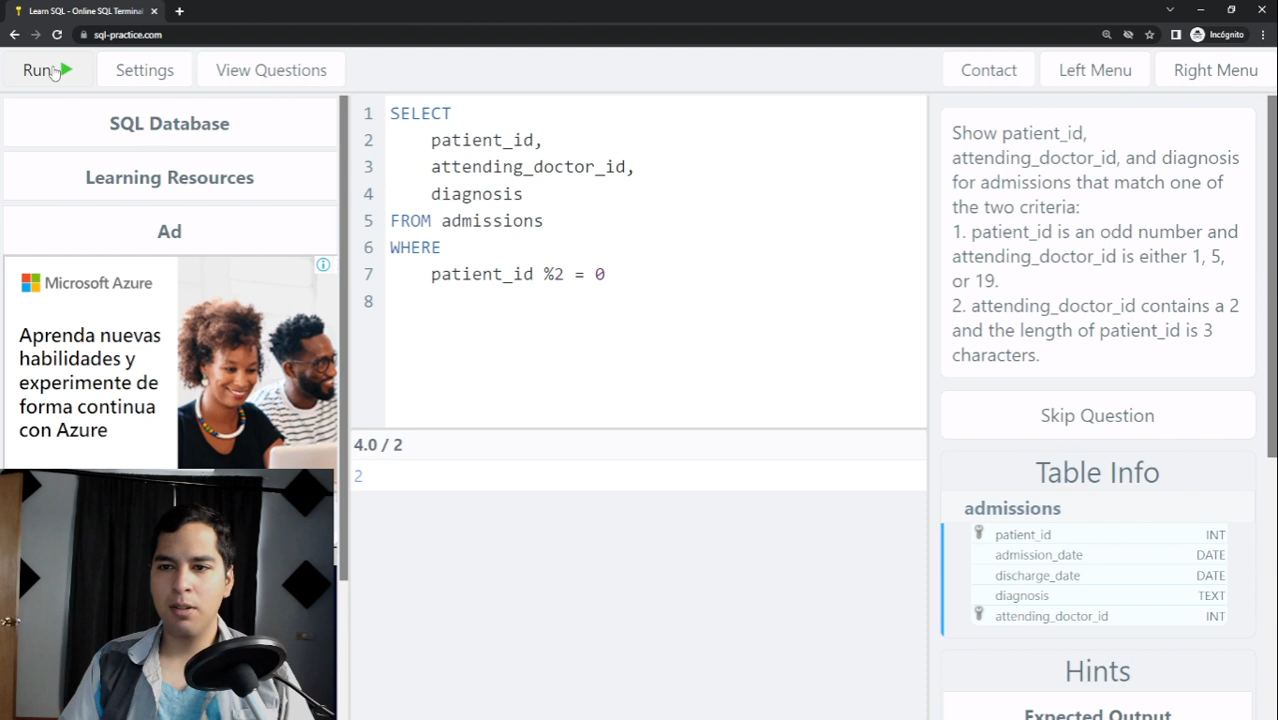 Learn SQL - Online SQL Terminal
sql-practice.com
Incógnito
Run
Settings
View Questions
Contact
Left Menu
Right Menu
SQL Database
Learning Resources
Ad
Microsoft Azure
Aprenda nuevas
habilidades y
experimente de
forma continua
con Azure
1 SELECT
2 patient_id,
3 attending_doctor_id,
4 diagnosis
5 FROM admissions
6 WHERE
7 patient_id %2 = 0
8
4.0 / 2
2
Show patient_id,
attending_doctor_id, and diagnosis
for admissions that match one of
the two criteria:
1. patient_id is an odd number and
attending_doctor_id is either 1, 5,
or 19.
2. attending_doctor_id contains a 2
and the length of patient_id is 3
characters.
Skip Question
Table Info
admissions
patient_id INT
admission_date DATE
discharge_date DATE
diagnosis TEXT
attending_doctor_id INT
Hints
Expected Output